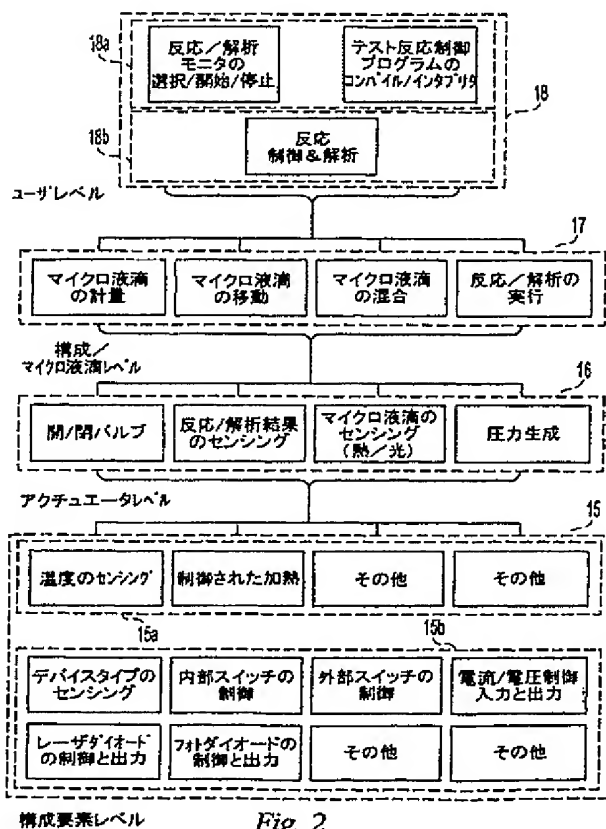 18a
反応／解析
モニタの
選択/開始/停止
テスト反応制御
プログラムの
コンパイル/インタプリタ
18
18b
反応
制御＆解析
ユーザレベル
17
マイクロ液滴
の計量
マイクロ液滴
の移動
マイクロ液滴
の混合
反応／解析の
実行
構成／
マイクロ液滴レベル
16
開/閉バルブ
反応/解析結果
のセンシング
マイクロ液滴の
センシング
(熱／光)
圧力生成
アクチュエータレベル
15
温度のセンシング
制御された加熱
その他
その他
15a
15b
デバイスタイプの
センシング
内部スイッチの
制御
外部スイッチの
制御
電流/電圧制御
入力と出力
レーザダイオード
の制御と出力
フォトダイオードの
制御と出力
その他
その他
構成要素レベル
Fig. 2